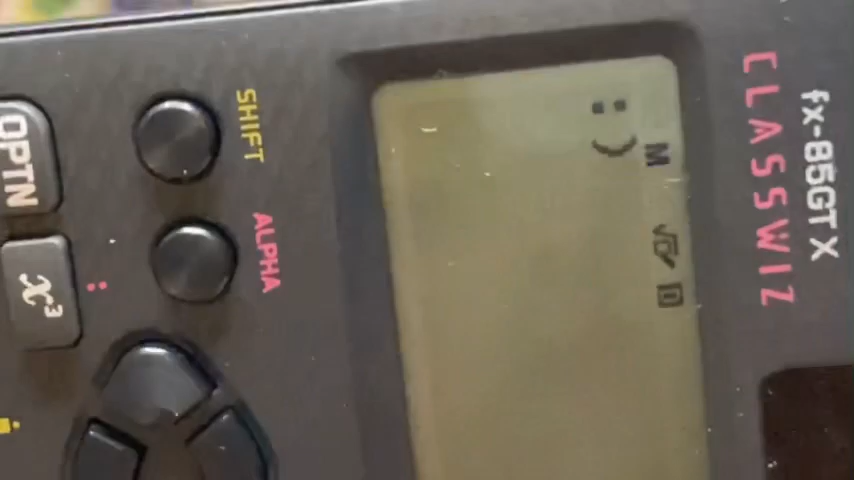 fx-85GT X
CLASSWIZ
M √□/ D
:)
SHIFT ALPHA
:
OPTN x³